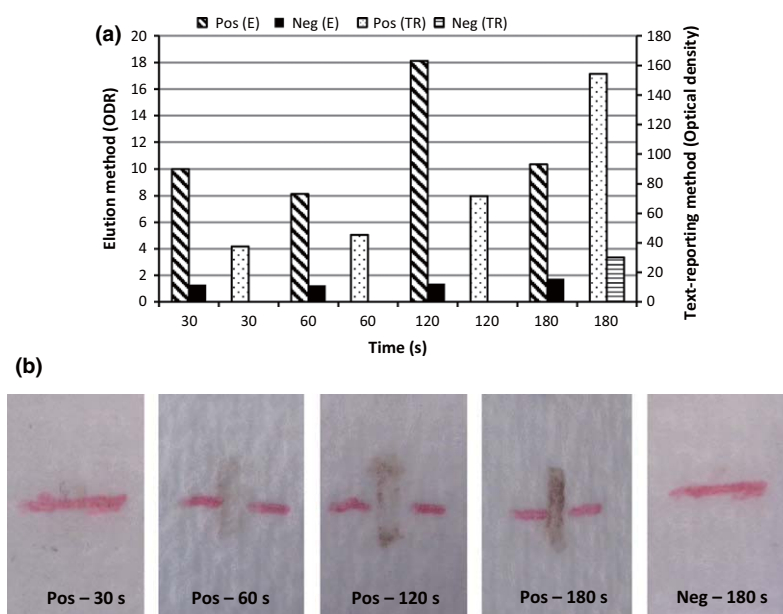 (a)
Pos (E) Neg (E) Pos (TR) Neg (TR)
Elution method (ODR)
20
18
16
14
12
10
8
6
4
2
0
180
160
140
120
100
80
60
40
20
0
Text-reporting method (Optical density)
30 30 60 60 120 120 180 180
Time (s)
(b)
Pos – 30 s Pos – 60 s Pos – 120 s Pos – 180 s Neg – 180 s